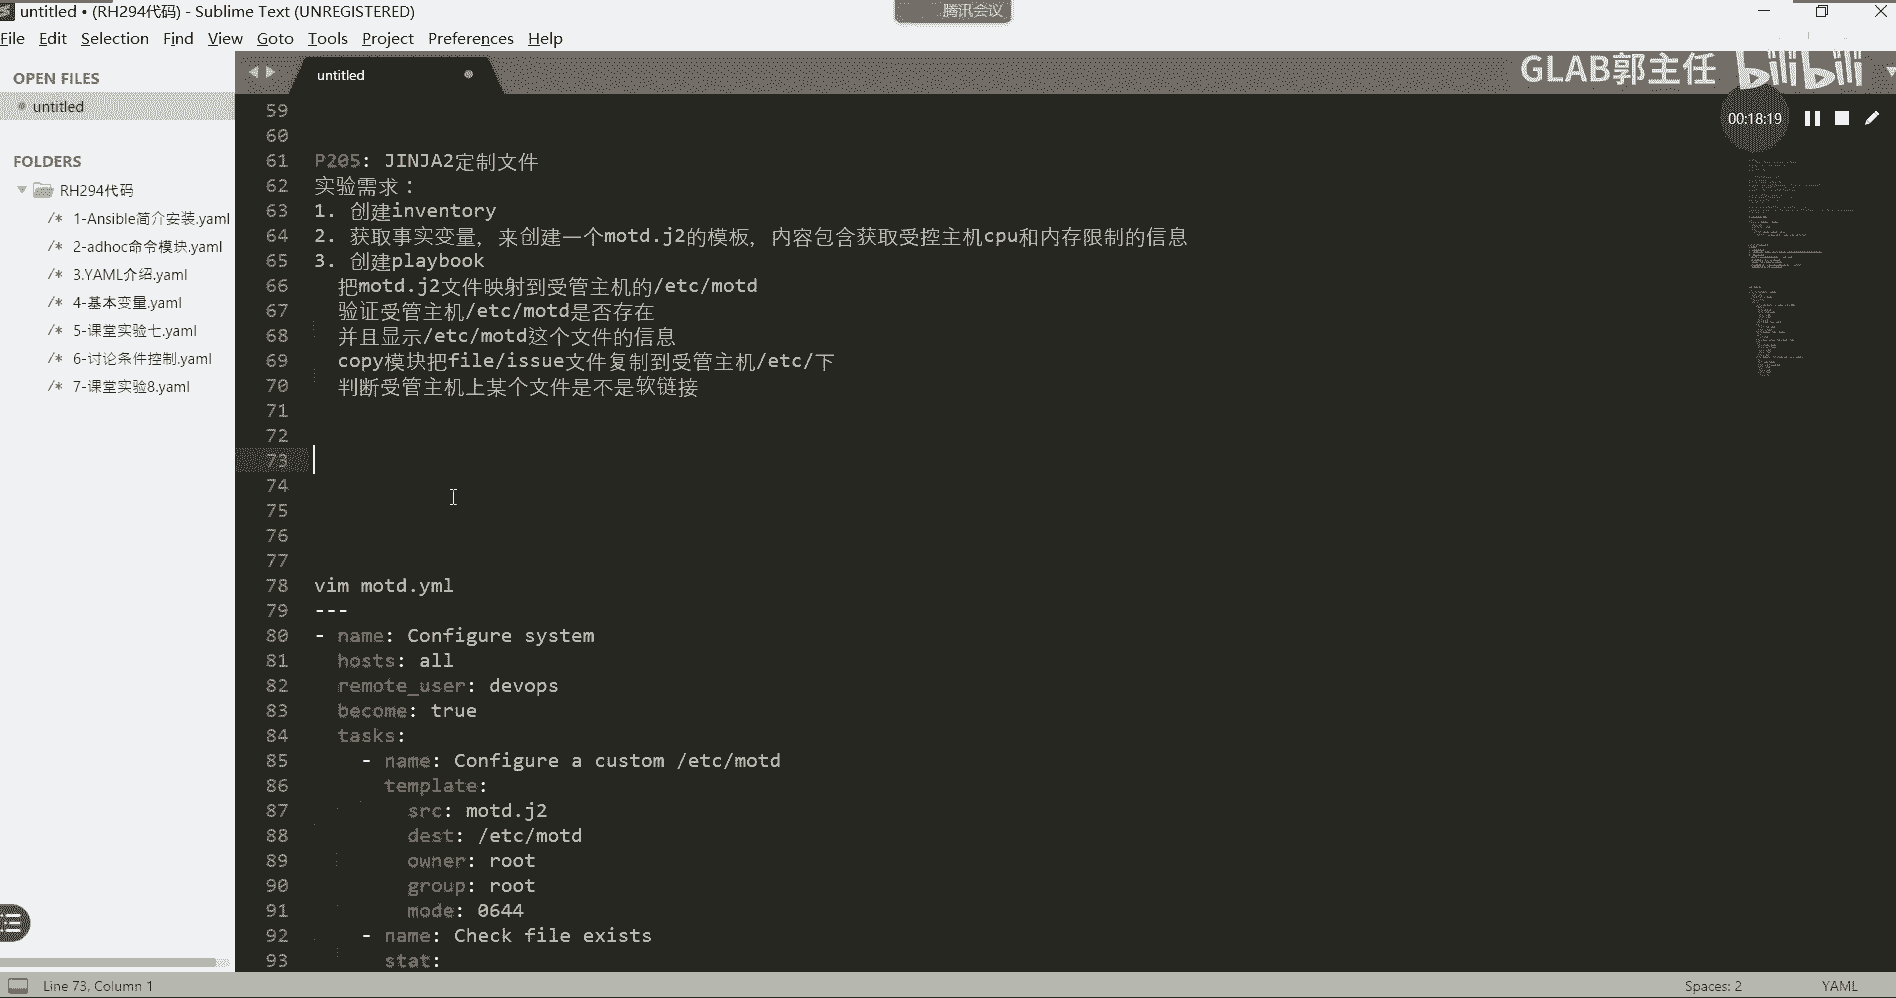 untitled • (RH294代码) - Sublime Text (UNREGISTERED)
腾讯会议
File Edit Selection Find View Goto Tools Project Preferences Help
OPEN FILES
untitled
FOLDERS
RH294代码
/* 1-Ansible简介安装.yaml
/* 2-adhoc命令模块.yaml
/* 3.YAML介绍.yaml
/* 4-基本变量.yaml
/* 5-课堂实验七.yaml
/* 6-讨论条件控制.yaml
/* 7-课堂实验8.yaml
untitled
GLAB郭主任 bilibili
00:18:19
59
60
61 P205: JINJA2定制文件
62 实验需求：
63 1. 创建inventory
64 2. 获取事实变量，来创建一个motd.j2的模板，内容包含获取受控主机cpu和内存限制的信息
65 3. 创建playbook
66 把motd.j2文件映射到受管主机的/etc/motd
67 验证受管主机/etc/motd是否存在
68 并且显示/etc/motd这个文件的信息
69 copy模块把file/issue文件复制到受管主机/etc/下
70 判断受管主机上某个文件是不是软链接
71
72
73
74
75
76
77
78 vim motd.yml
79 ---
80 - name: Configure system
81 hosts: all
82 remote_user: devops
83 become: true
84 tasks:
85 - name: Configure a custom /etc/motd
86 template:
87 src: motd.j2
88 dest: /etc/motd
89 owner: root
90 group: root
91 mode: 0644
92 - name: Check file exists
93 stat:
Line 73, Column 1
Spaces: 2
YAML